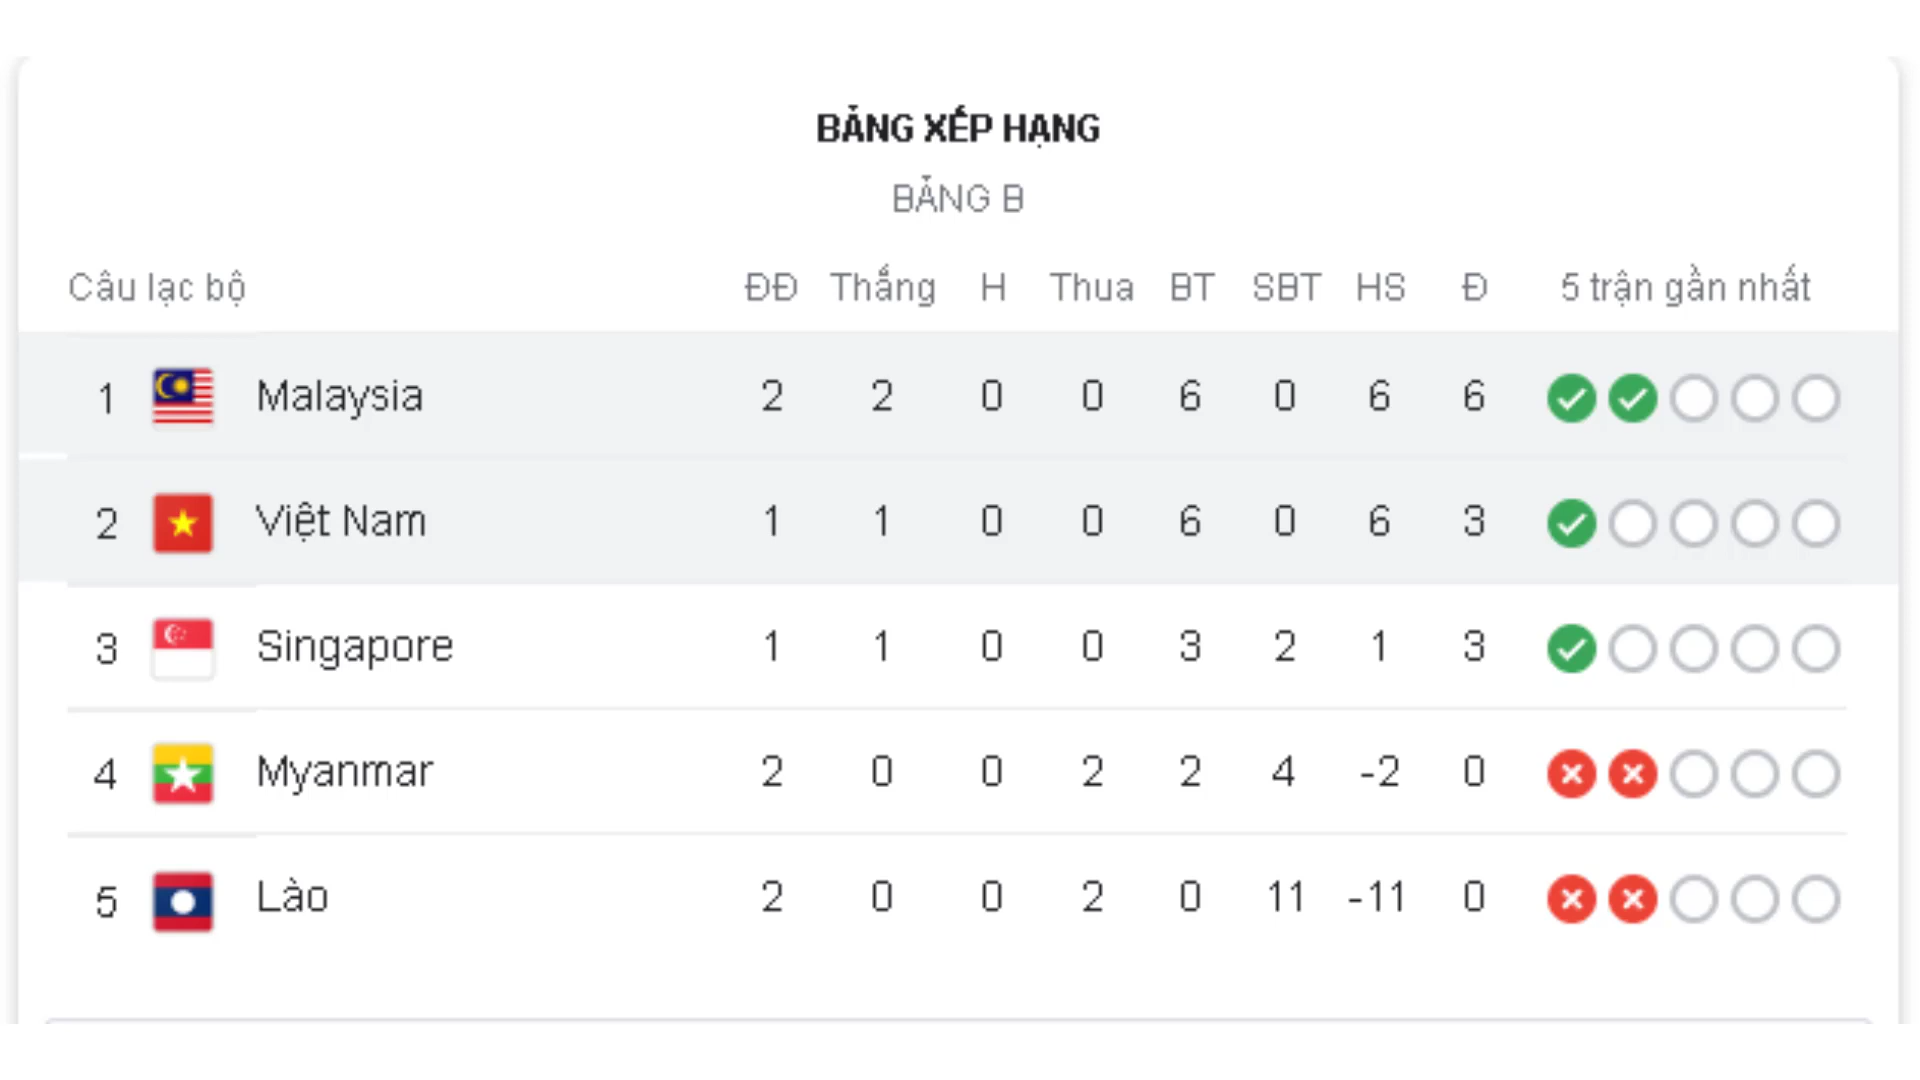 BẢNG XẾP HẠNG
BẢNG B
Câu lạc bộ ĐĐ Thắng H Thua BT SBT HS Đ 5 trận gần nhất
1 Malaysia 2 2 0 0 6 0 6 6
2 Việt Nam 1 1 0 0 6 0 6 3
3 Singapore 1 1 0 0 3 2 1 3
4 Myanmar 2 0 0 2 2 4 -2 0
5 Lào 2 0 0 2 0 11 -11 0